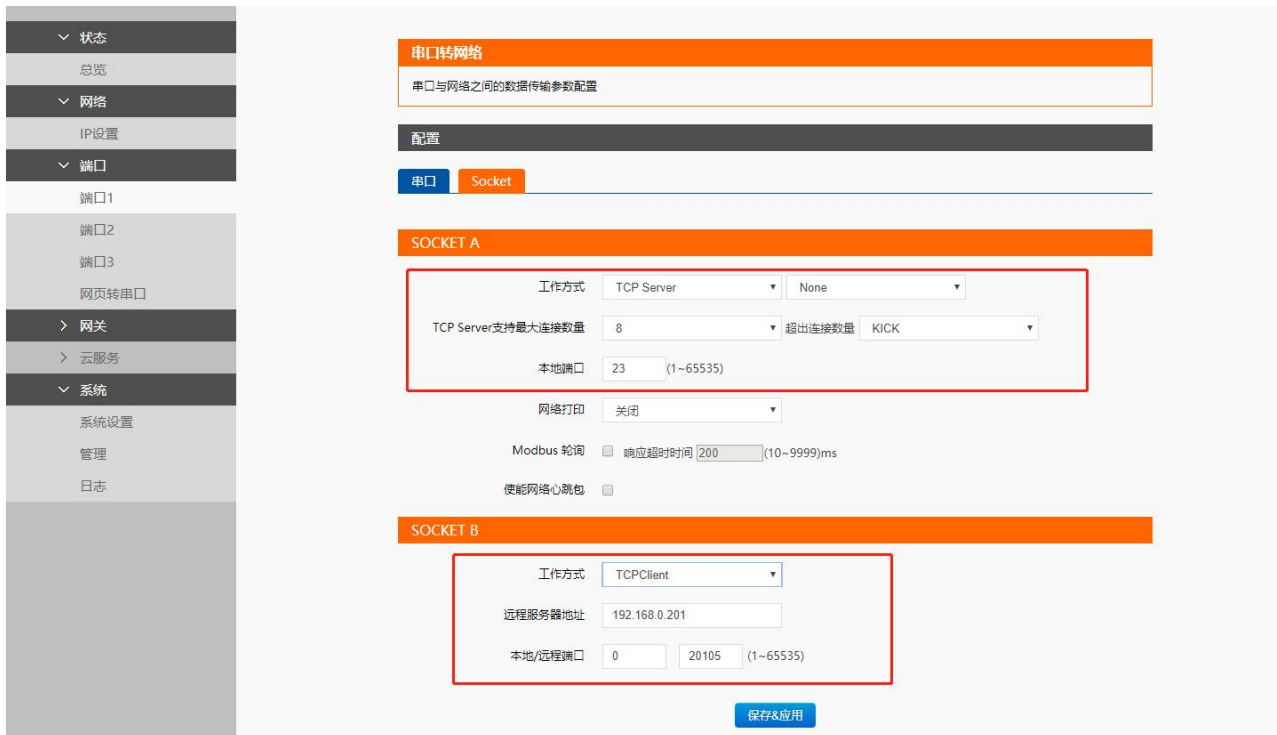 状态
总览
网络
IP设置
端口
端口1
端口2
端口3
网页转串口
网关
云服务
系统
系统设置
管理
日志
串口转网络
串口与网络之间的数据传输参数配置
配置
串口 Socket
SOCKET A
工作方式 TCP Server None
TCP Server支持最大连接数量 8 超出连接数量 KICK
本地端口 23 (1~65535)
网络打印 关闭
Modbus 轮询 响应超时时间 200 (10~9999)ms
使能网络心跳包
SOCKET B
工作方式 TCPClient
远程服务器地址 192.168.0.201
本地/远程端口 0 20105 (1~65535)
保存&应用